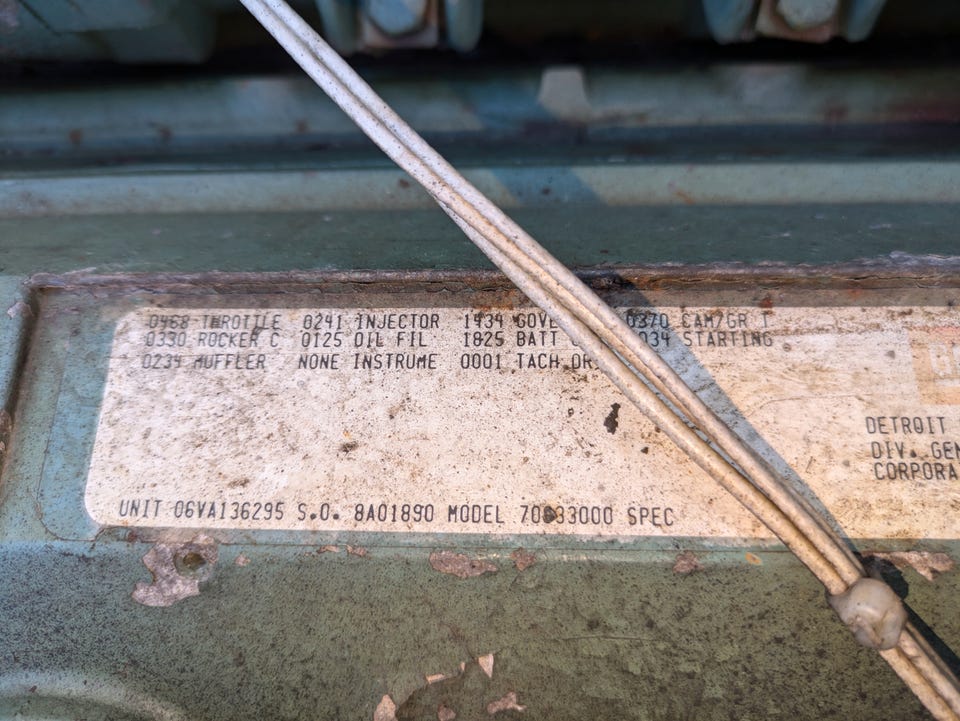 0468 THROTTLE 0241 INJECTOR 1434 GOVE 0370 CAM/GR T
0330 ROCKER C 0125 OIL FIL 1825 BATT 034 STARTING
0234 MUFFLER NONE INSTRUME 0001 TACH DR
DETROIT
DIV. GEN
CORPORA
UNIT 06VA136295 S.O. 8A01890 MODEL SPEC